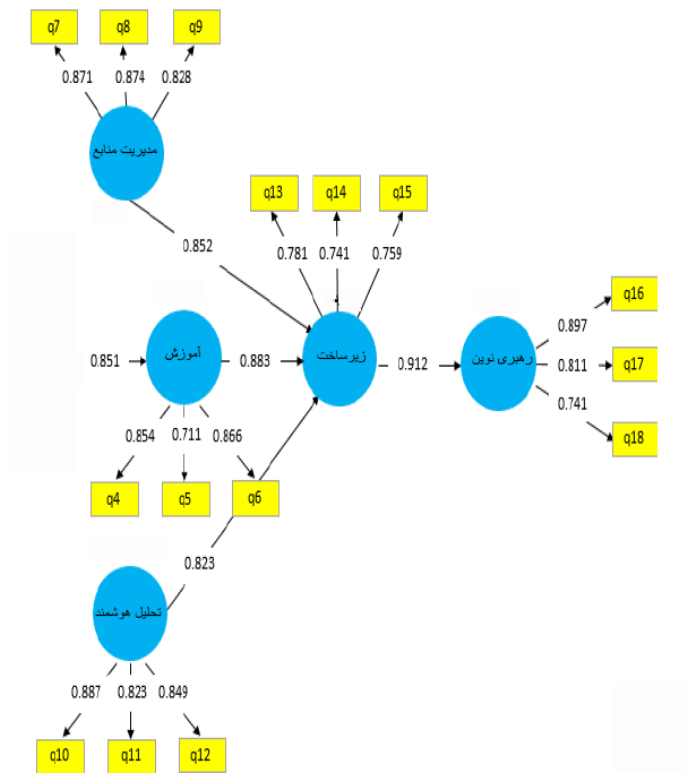 q7 q8 q9
0.871 0.874 0.828
مدیریت منابع
q13 q14 q15
0.852
0.781 0.741 0.759
q16
0.897
0.851 آموزش 0.883 زیرساخت 0.912 رهبری نوین 0.811 q17
0.741
0.854 0.711 0.866
q18
q4 q5 q6
0.823
تحلیل هوشمند
0.887 0.823 0.849
q10 q11 q12